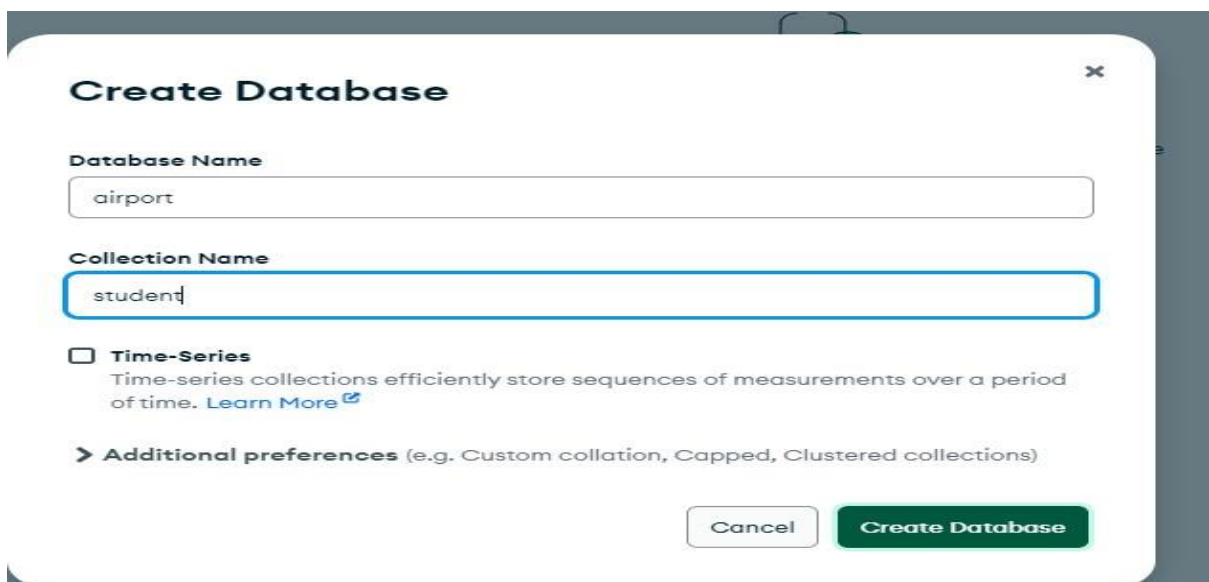 Create Database
Database Name
airport
Collection Name
student
Time-Series
Time-series collections efficiently store sequences of measurements over a period
of time. Learn More
Additional preferences (e.g. Custom collation, Capped, Clustered collections)
Cancel Create Database